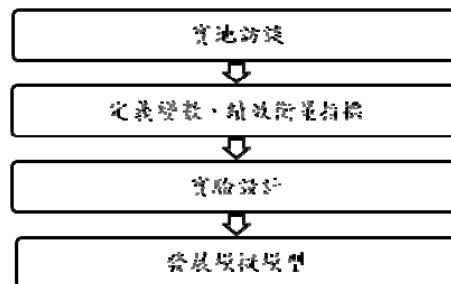 實地訪談
定義變數、績效衡量指標
實驗設計
發展模擬模型